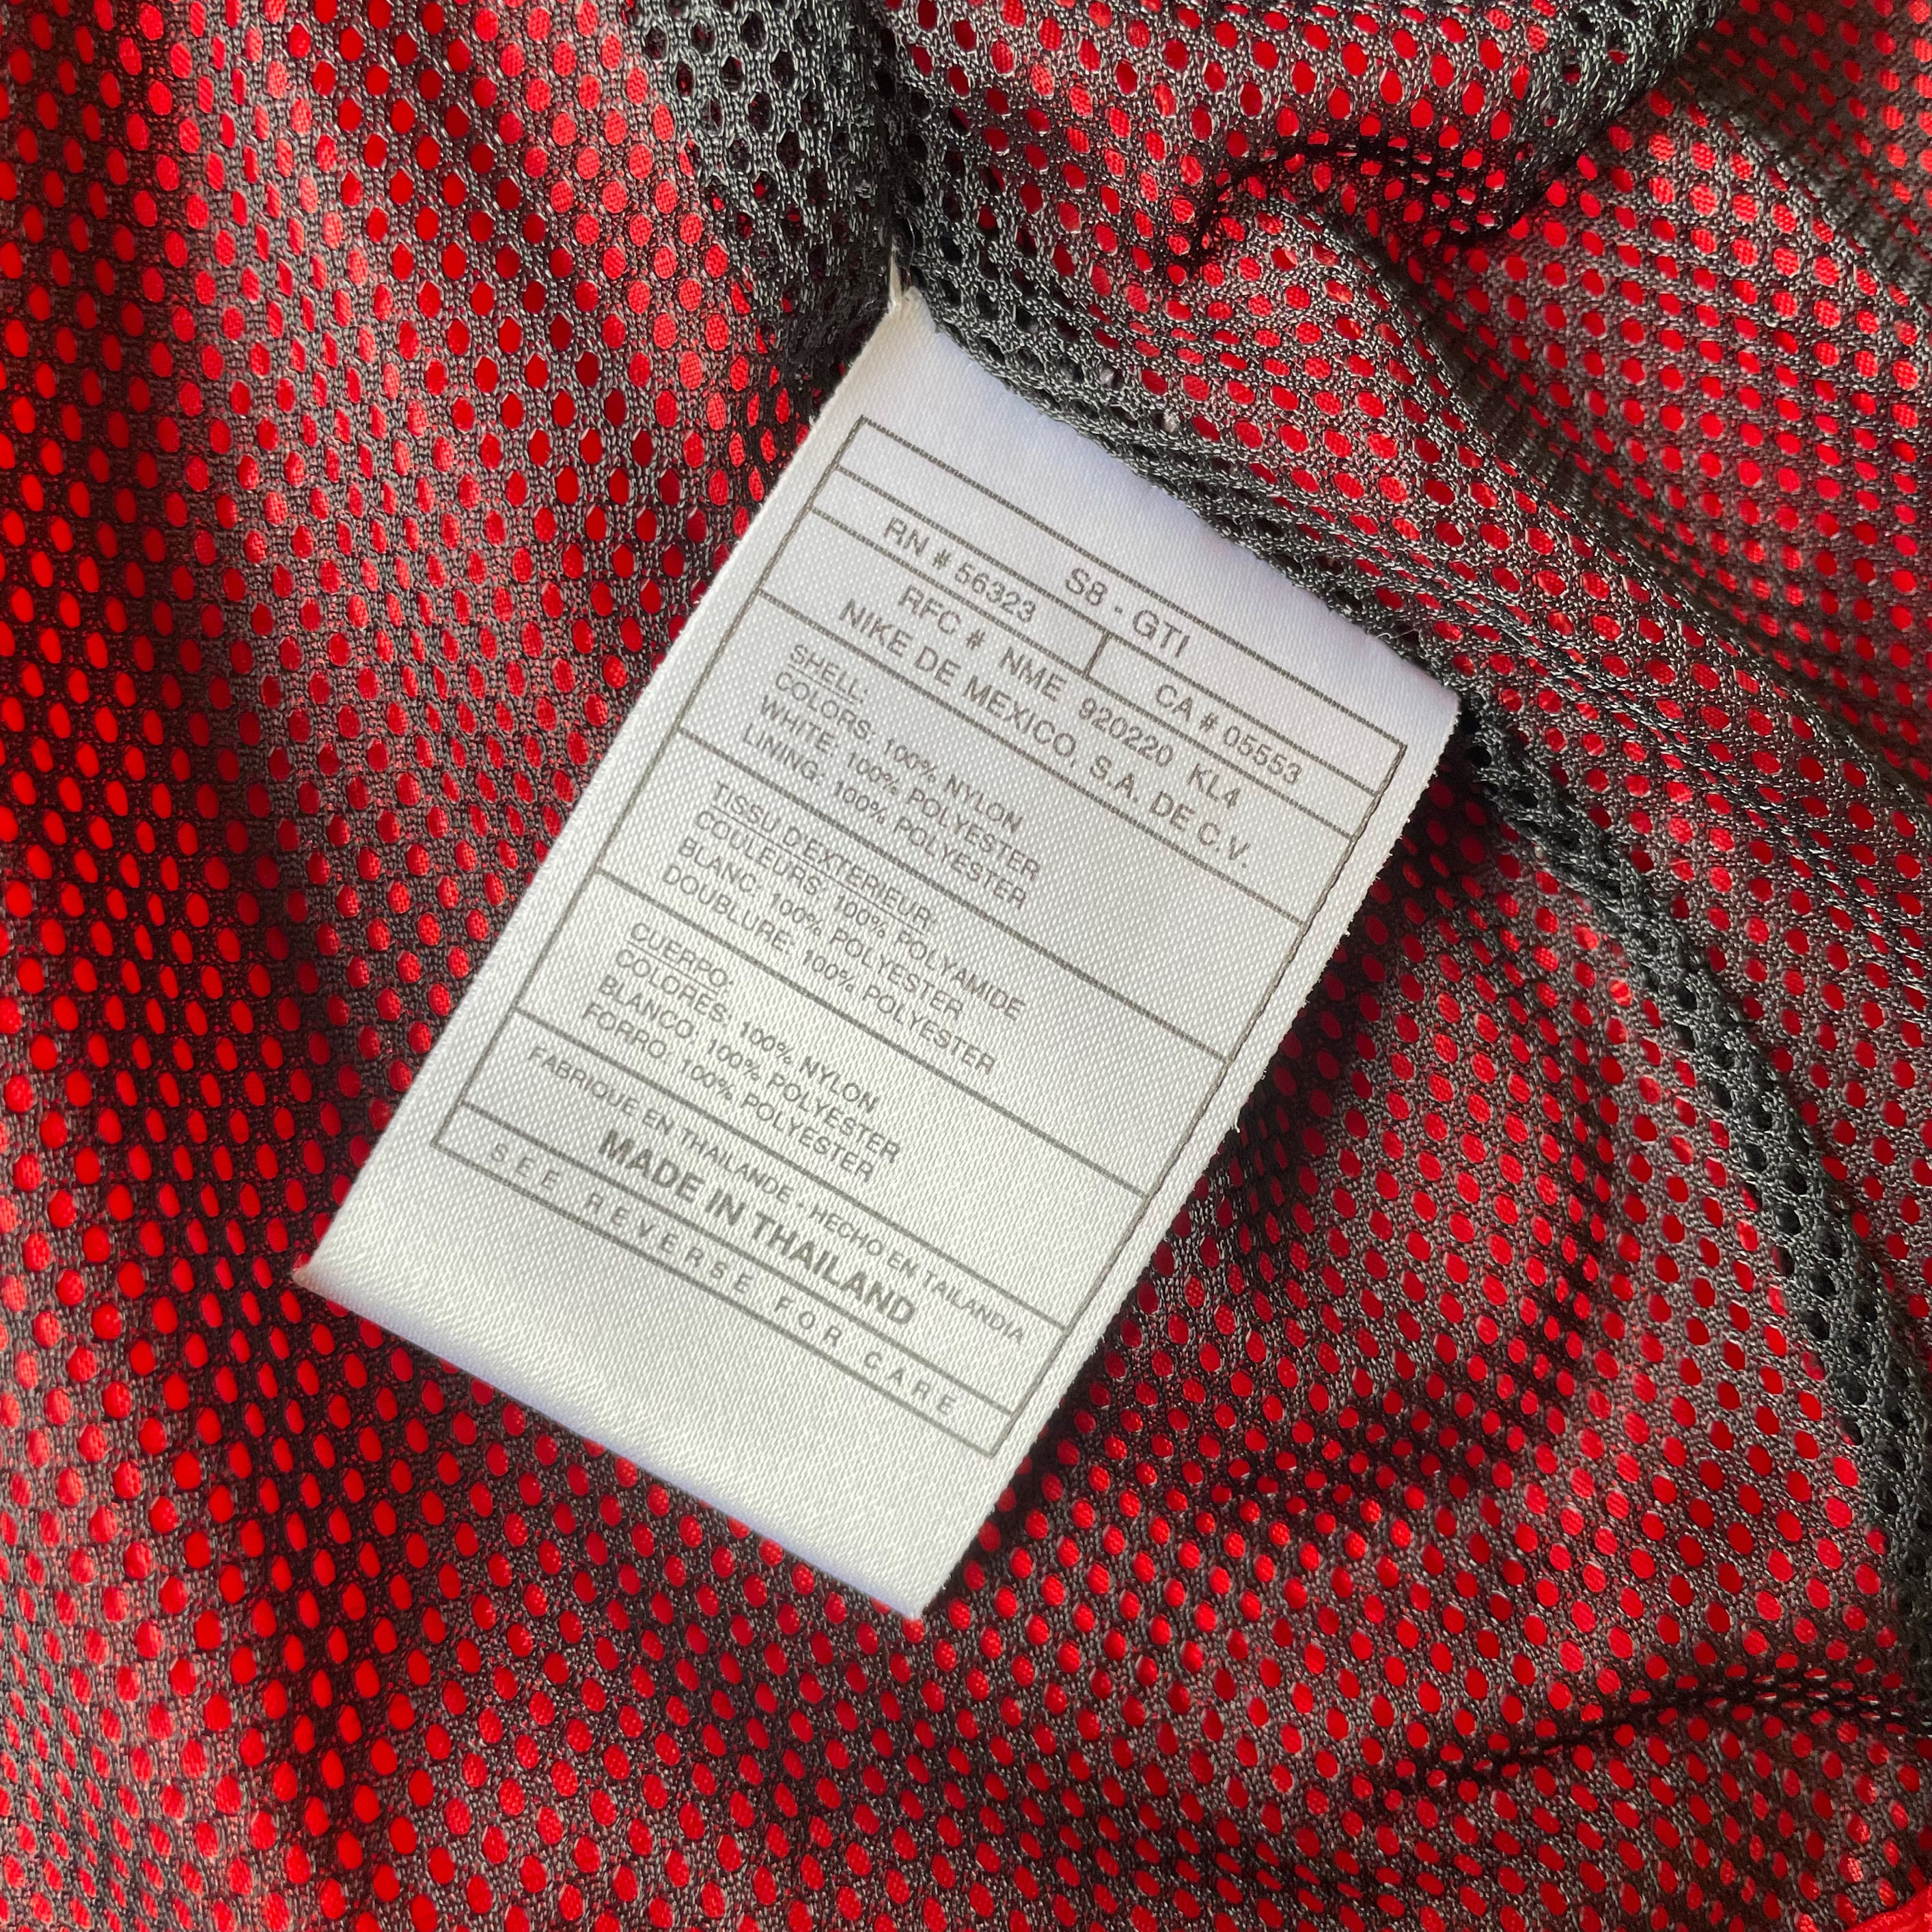 S8 - GTI
RN # 56323 CA # 05553
RFC # NME 920220 KL4
NIKE DE MEXICO, S.A. DE C.V.
SHELL:
COLORS: 100% NYLON
WHITE: 100% POLYESTER
LINING: 100% POLYESTER
TISSU D'EXTERIEUR:
COULEURS: 100% POLYAMIDE
BLANC: 100% POLYESTER
DOUBLURE: 100% POLYESTER
CUERPO:
COLORES: 100% NYLON
BLANCO: 100% POLYESTER
FORRO: 100% POLYESTER
FABRIQUE EN THAILANDE - HECHO EN TAILANDIA
MADE IN THAILAND
SEE REVERSE FOR CARE